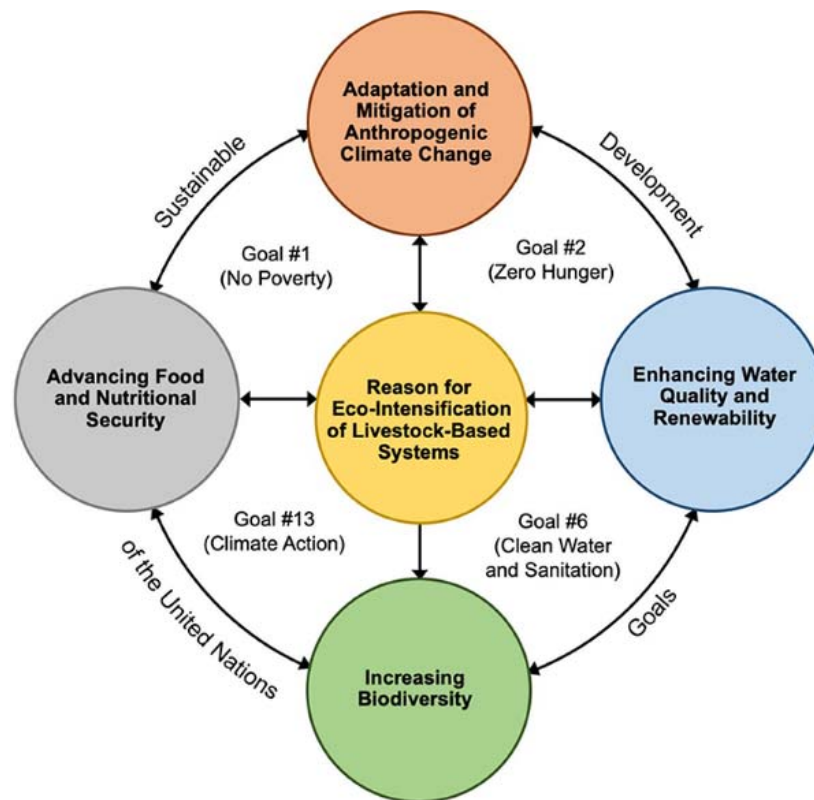 Adaptation and
Mitigation of
Anthropogenic
Climate Change
Sustainable
Development
Goal #1
(No Poverty)
Goal #2
(Zero Hunger)
Advancing Food
and Nutritional
Security
Reason for
Eco-Intensification
of Livestock-Based
Systems
Enhancing Water
Quality and
Renewability
Goal #13
(Climate Action)
Goal #6
(Clean Water
and Sanitation)
of the United Nations
Goals
Increasing
Biodiversity